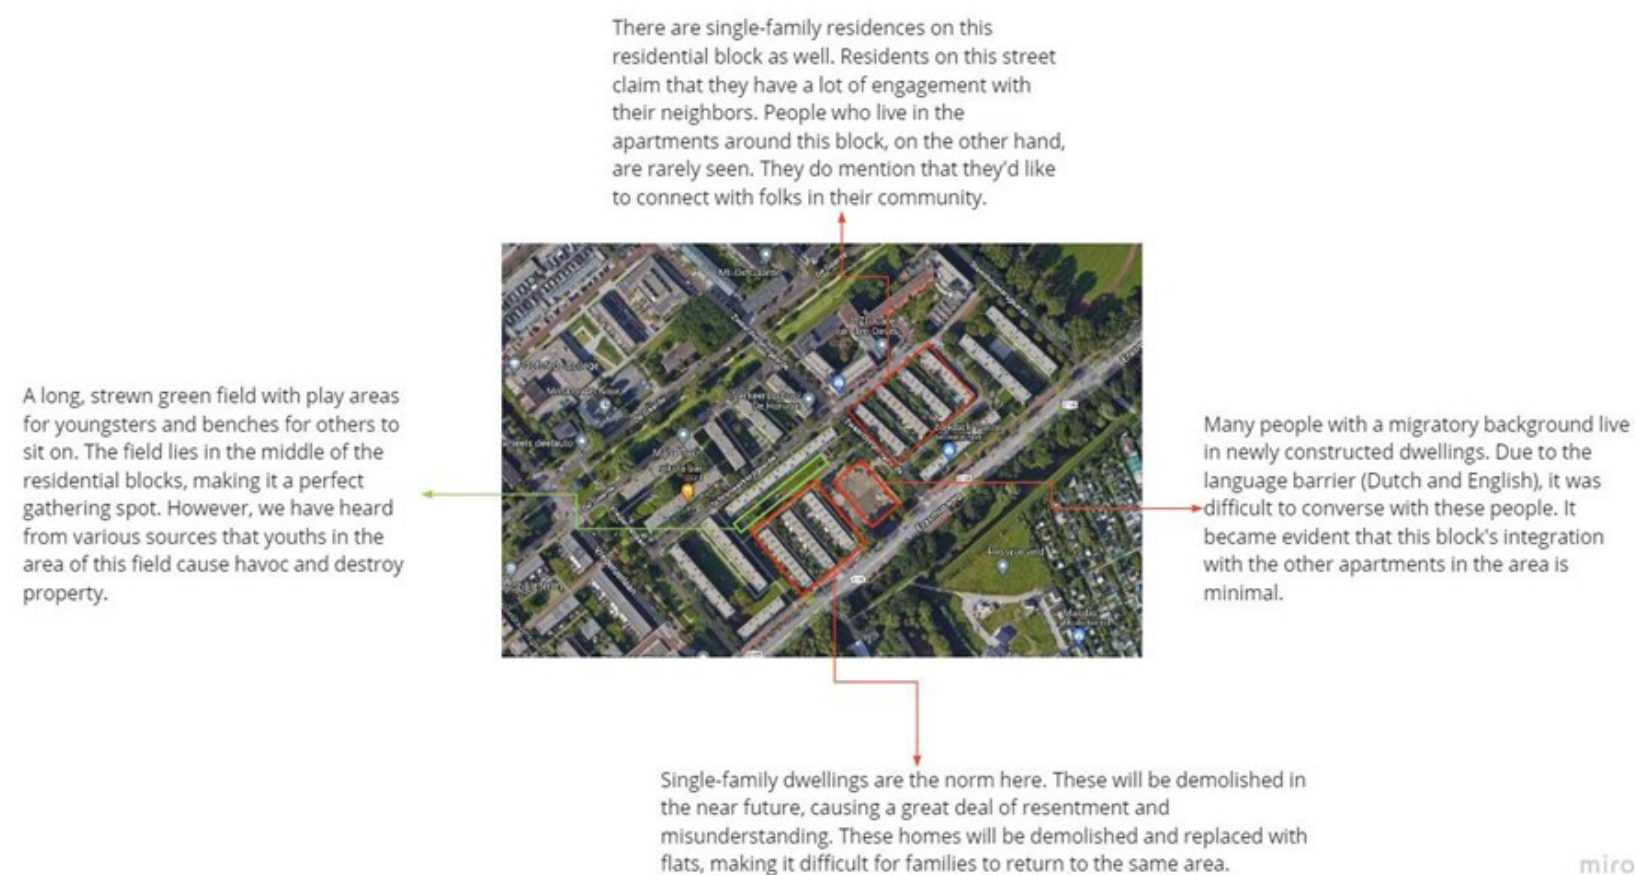 There are single-family residences on this
residential block as well. Residents on this street
claim that they have a lot of engagement with
their neighbors. People who live in the
apartments around this block, on the other hand,
are rarely seen. They do mention that they'd like
to connect with folks in their community.
A long, strewn green field with play areas
for youngsters and benches for others to
sit on. The field lies in the middle of the
residential blocks, making it a perfect
gathering spot. However, we have heard
from various sources that youths in the
area of this field cause havoc and destroy
property.
Many people with a migratory background live
in newly constructed dwellings. Due to the
language barrier (Dutch and English), it was
difficult to converse with these people. It
became evident that this block's integration
with the other apartments in the area is
minimal.
Single-family dwellings are the norm here. These will be demolished in
the near future, causing a great deal of resentment and
misunderstanding. These homes will be demolished and replaced with
flats, making it difficult for families to return to the same area.
miro